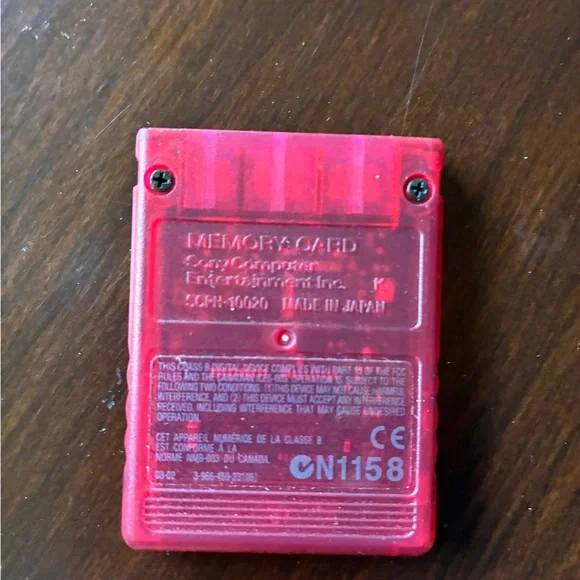 MEMORY CARD
Sony Computer
Entertainment Inc. K
SCPH-10020 MADE IN JAPAN
THIS CLASS B DIGITAL DEVICE COMPLIES WITH PART 15 OF THE FCC
RULES AND THE CANADIAN ICES-003. OPERATION IS SUBJECT TO THE
FOLLOWING TWO CONDITIONS. (1) THIS DEVICE MAY NOT CAUSE HARMFUL
INTERFERENCE, AND (2) THIS DEVICE MUST ACCEPT ANY INTERFERENCE
RECEIVED, INCLUDING INTERFERENCE THAT MAY CAUSE UNDESIRED
OPERATION.
CET APPAREIL NUMÉRIQUE DE LA CLASSE B
EST CONFORME À LA
NORME NMB-003 DU CANADA.
CE
N1158
03-02